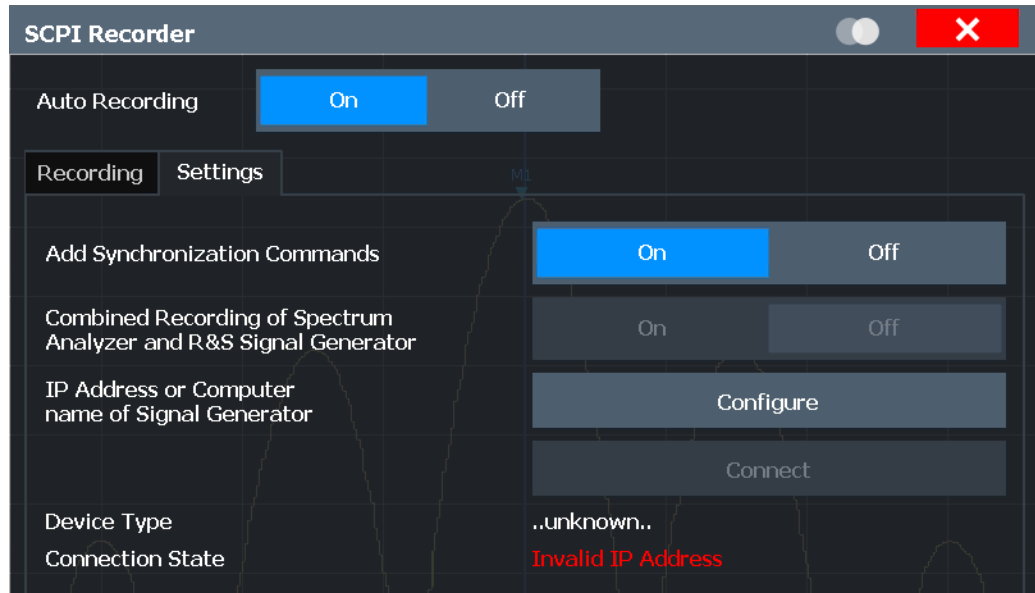 SCPI Recorder
Auto Recording On Off
Recording Settings
M1
Add Synchronization Commands On Off
Combined Recording of Spectrum
Analyzer and R&S Signal Generator On Off
IP Address or Computer
name of Signal Generator Configure
Connect
Device Type ..unknown..
Connection State Invalid IP Address